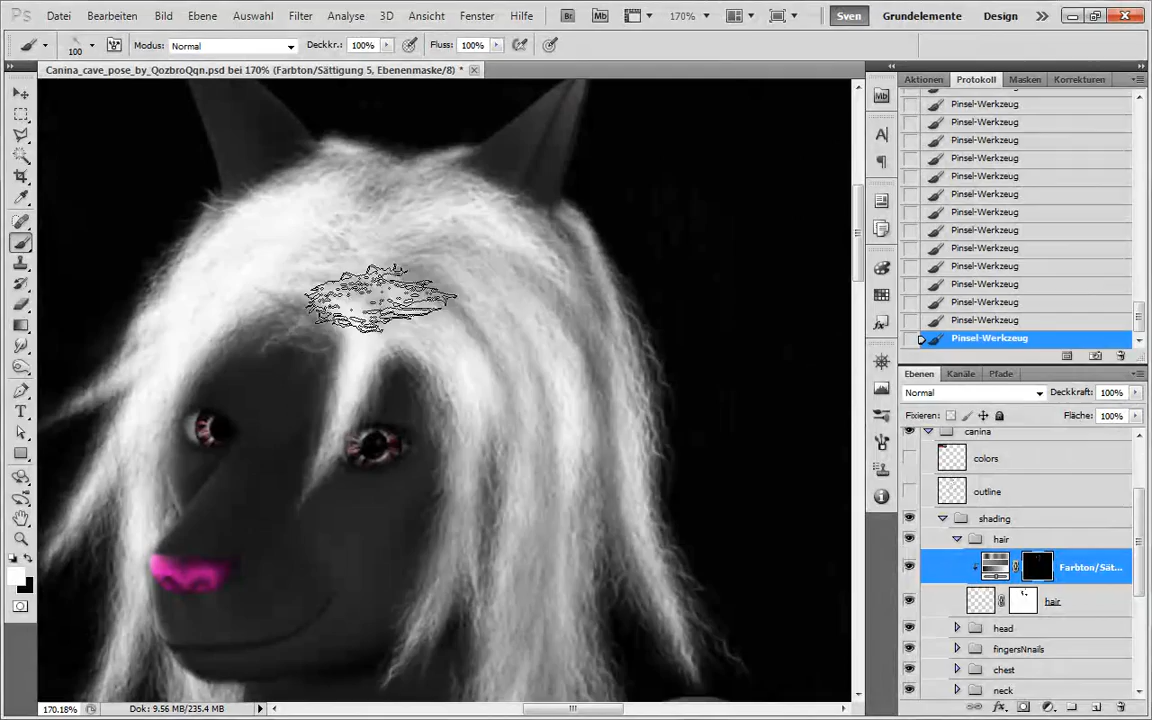 Ps Datei Bearbeiten Bild Ebene Auswahl Filter Analyse 3D Ansicht Fenster Hilfe Br Mb 170% Sven Grundelemente Design
100 Modus: Normal Deckkr.: 100% Fluss: 100%
Canina_cave_pose_by_QozbroQqn.psd bei 170% (Farbton/Sättigung 5, Ebenenmaske/8) *
Aktionen Protokoll Masken Korrekturen
Pinsel-Werkzeug
Pinsel-Werkzeug
Pinsel-Werkzeug
Pinsel-Werkzeug
Pinsel-Werkzeug
Pinsel-Werkzeug
Pinsel-Werkzeug
Pinsel-Werkzeug
Pinsel-Werkzeug
Pinsel-Werkzeug
Pinsel-Werkzeug
Pinsel-Werkzeug
Pinsel-Werkzeug
Pinsel-Werkzeug
Ebenen Kanäle Pfade
Normal Deckkraft: 100%
Fixieren: Fläche: 100%
canina
colors
outline
shading
hair
Farbton/Sät...
hair
head
fingersNnails
chest
neck
170.18% Dok: 9.56 MB/235.4 MB